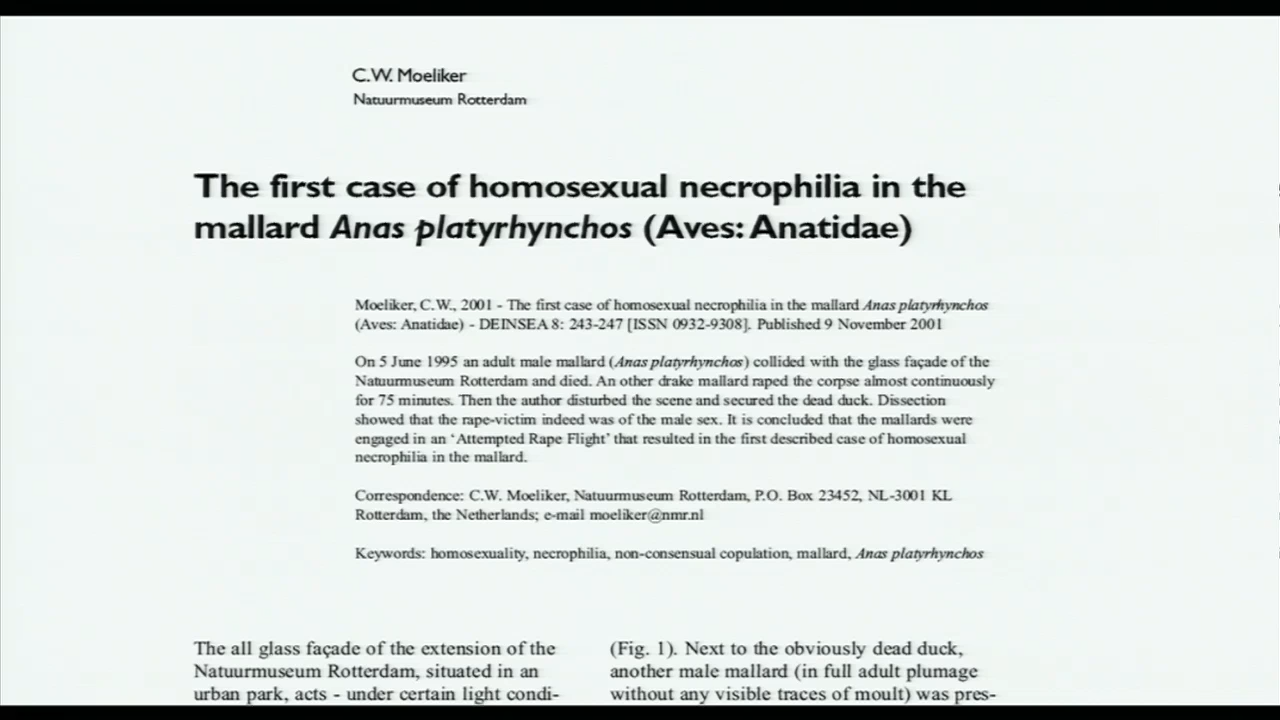 C.W. Moeliker
Natuurmuseum Rotterdam
The first case of homosexual necrophilia in the
mallard Anas platyrhynchos (Aves: Anatidae)
Moeliker, C.W., 2001 - The first case of homosexual necrophilia in the mallard Anas platyrhynchos
(Aves: Anatidae) - DEINSEA 8: 243-247 [ISSN 0932-9308]. Published 9 November 2001
On 5 June 1995 an adult male mallard (Anas platyrhynchos) collided with the glass façade of the
Natuurmuseum Rotterdam and died. An other drake mallard raped the corpse almost continuously
for 75 minutes. Then the author disturbed the scene and secured the dead duck. Dissection
showed that the rape-victim indeed was of the male sex. It is concluded that the mallards were
engaged in an ‘Attempted Rape Flight’ that resulted in the first described case of homosexual
necrophilia in the mallard.
Correspondence: C.W. Moeliker, Natuurmuseum Rotterdam, P.O. Box 23452, NL-3001 KL
Rotterdam, the Netherlands; e-mail moeliker@nmr.nl
Keywords: homosexuality, necrophilia, non-consensual copulation, mallard, Anas platyrhynchos
The all glass façade of the extension of the
Natuurmuseum Rotterdam, situated in an
urban park, acts - under certain light condi-
(Fig. 1). Next to the obviously dead duck,
another male mallard (in full adult plumage
without any visible traces of moult) was pres-